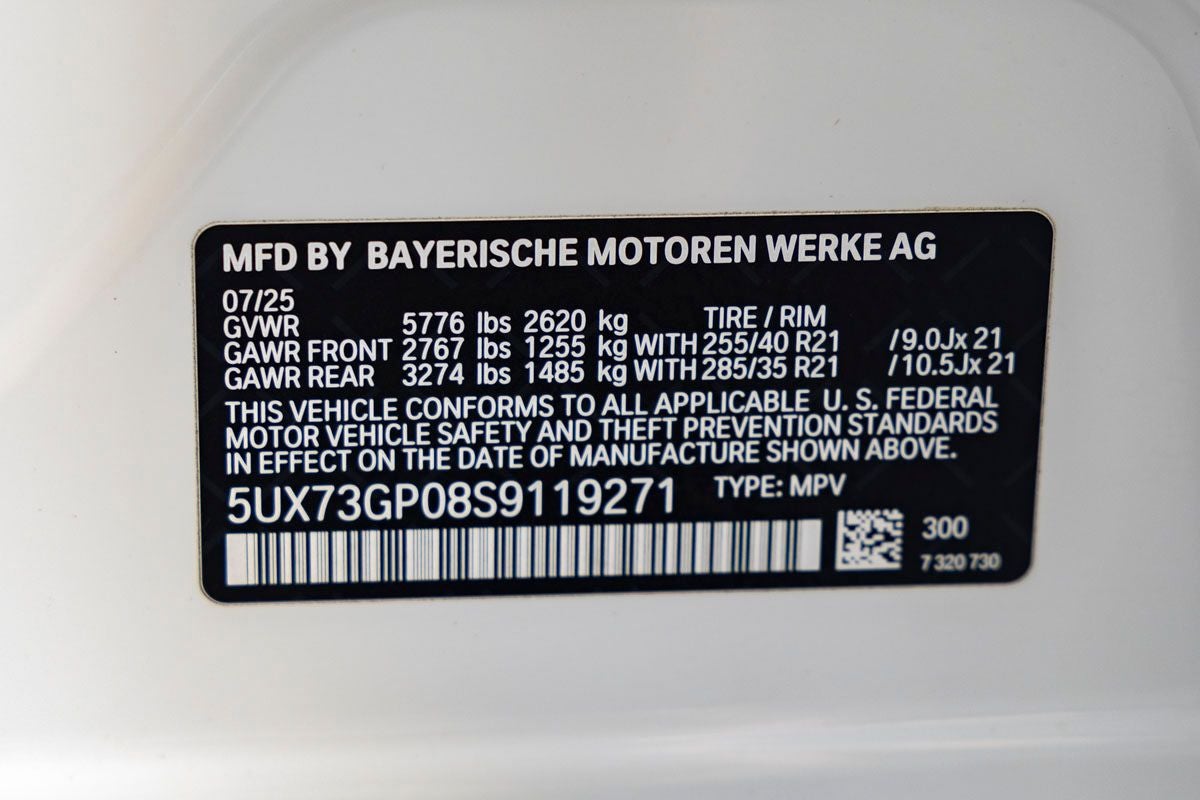 MFD BY BAYERISCHE MOTOREN WERKE AG
07/25
GVWR 5776 lbs 2620 kg TIRE / RIM
GAWR FRONT 2767 lbs 1255 kg WITH 255/40 R21 /9.0Jx 21
GAWR REAR 3274 lbs 1485 kg WITH 285/35 R21 /10.5Jx 21
THIS VEHICLE CONFORMS TO ALL APPLICABLE U. S. FEDERAL
MOTOR VEHICLE SAFETY AND THEFT PREVENTION STANDARDS
IN EFFECT ON THE DATE OF MANUFACTURE SHOWN ABOVE.
5UX73GP08S9119271 TYPE: MPV
300
7 320 730